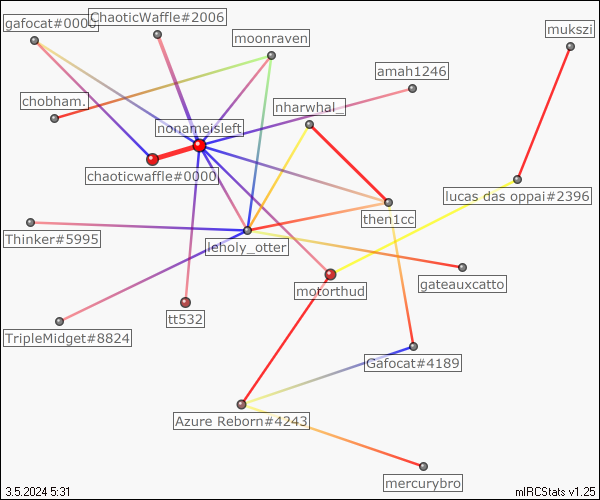 gafocat#0000
ChaoticWaffle#2006
moonraven
mukszi
amah1246
chobham.
nharwhal_
nonameisleft
chaoticwaffle#0000
lucas das oppai#2396
then1cc
Thinker#5995
leholy_otter
gateauxcatto
motorthud
tt532
TripleMidget#8824
Gafocat#4189
Azure Reborn#4243
mercurybro
3.5.2024 5:31
mIRCStats v1.25